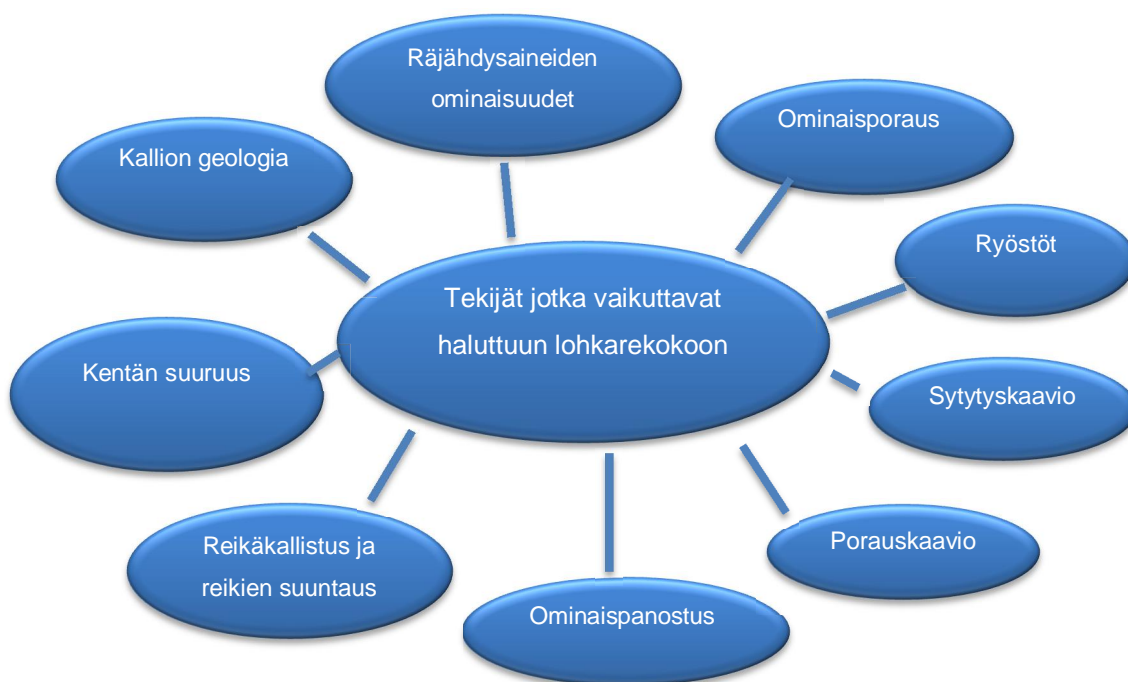 Räjähdysaineiden
ominaisuudet
Ominaisporaus
Kallion geologia
Ryöstöt
Tekijät jotka vaikuttavat
haluttuun lohkarekokoon
Kentän suuruus
Sytytyskaavio
Reikäkallistus ja
reikien suuntaus
Porauskaavio
Ominaispanostus